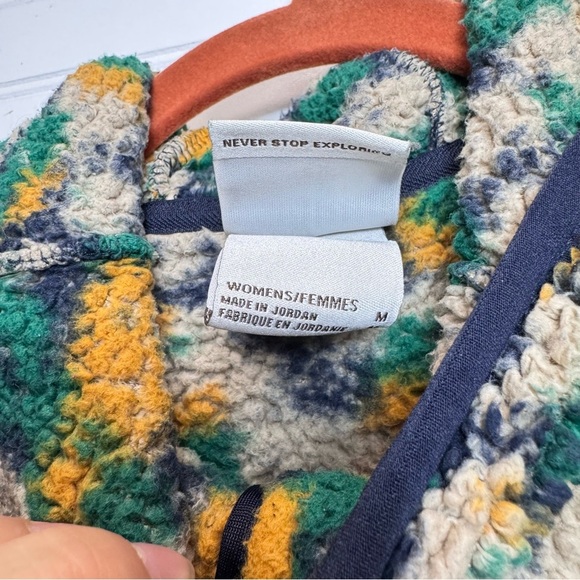 NEVER STOP EXPLORING
WOMENS/FEMMES M
MADE IN JORDAN
FABRIQUE EN JORDANIE